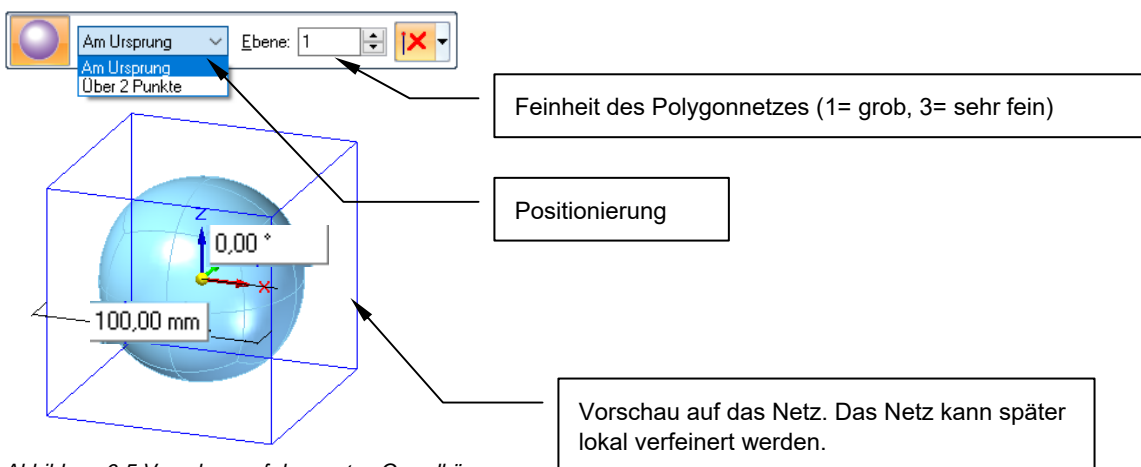 Am Ursprung
Ebene: 1
Am Ursprung
Über 2 Punkte
Feinheit des Polygonnetzes (1= grob, 3= sehr fein)
Positionierung
Z
0,00 °
X
100,00 mm
Vorschau auf das Netz. Das Netz kann später
lokal verfeinert werden.